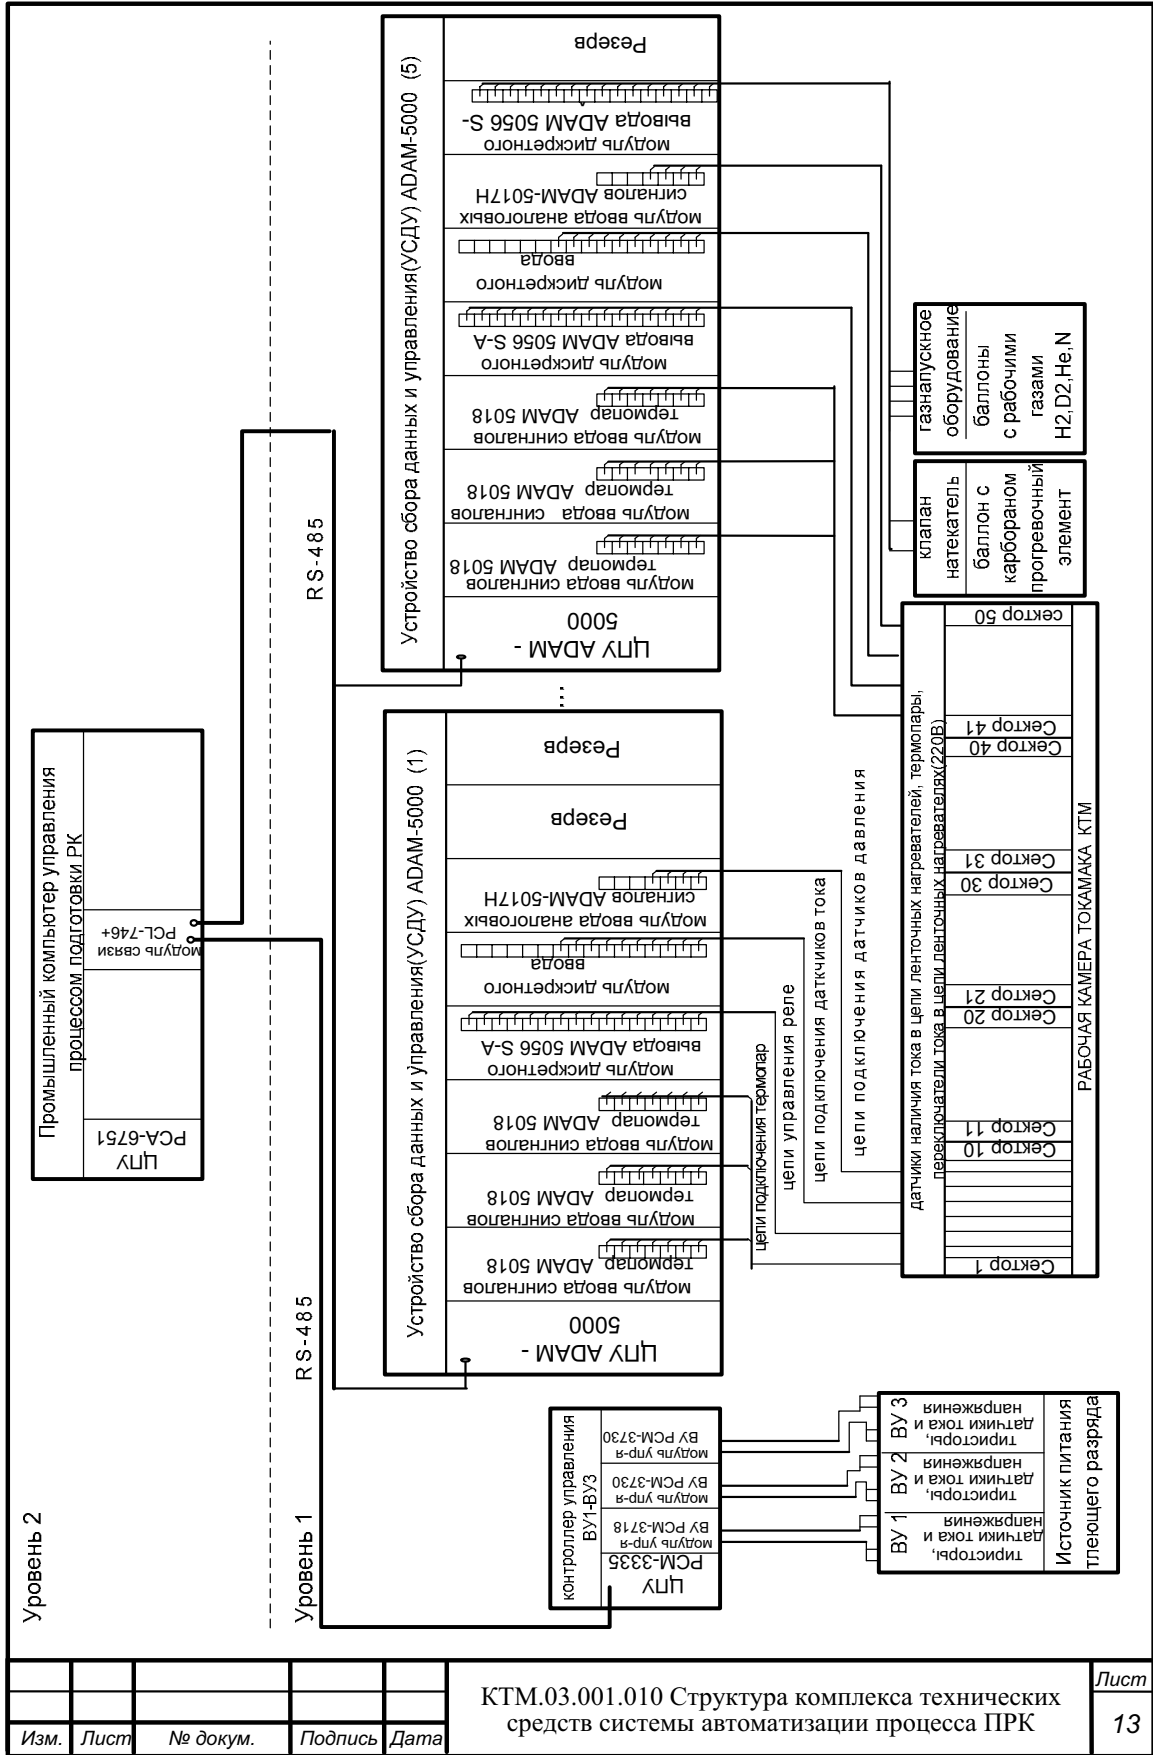 Уровень 2
Промышленный компьютер управления
процессом подготовки РК
ЦПУ
PCA-6751
модуль связи
PCL-746+
Уровень 1
RS-485
RS-485
контроллер управления
ВУ1-ВУ3
ЦПУ
PCM-3335
модуль упр-я
ВУ PCM-3718
модуль упр-я
ВУ PCM-3730
модуль упр-я
ВУ PCM-3730
Устройство сбора данных и управления(УСДУ) ADAM-5000 (1)
ЦПУ ADAM -
5000
модуль ввода сингналов
термопар ADAM 5018
модуль ввода сингналов
термопар ADAM 5018
модуль ввода сингналов
термопар ADAM 5018
модуль дискретного
вывода ADAM 5056 S-A
модуль дискретного
ввода
модуль ввода аналоговых
сигналов ADAM-5017H
Резерв
Резерв
...
Устройство сбора данных и управления(УСДУ) ADAM-5000 (5)
ЦПУ ADAM -
5000
модуль ввода сингналов
термопар ADAM 5018
модуль ввода сингналов
термопар ADAM 5018
модуль ввода сингналов
термопар ADAM 5018
модуль дискретного
вывода ADAM 5056 S-A
модуль дискретного
ввода
модуль ввода аналоговых
сигналов ADAM-5017H
модуль дискретного
вывода ADAM 5056 S-
Резерв
цепи подключения термопар
цепи управления реле
цепи подключения даткчиков тока
цепи подключения датчиков давления
ВУ 1
тиристоры,
датчики тока и
напряжения
ВУ 2
тиристоры,
датчики тока и
напряжения
ВУ 3
тиристоры,
датчики тока и
напряжения
Источник питания
тлеющего разряда
датчики наличия тока в цепи ленточных нагревателей, термопары,
переключатели тока в цепи ленточных нагревателях(220В)
Сектор 1
Сектор 10
Сектор 11
Сектор 20
Сектор 21
Сектор 30
Сектор 31
Сектор 40
Сектор 41
сектор 50
РАБОЧАЯ КАМЕРА ТОКАМАКА КТМ
клапан
натекатель
баллон с
карбораном
прогревочный
элемент
газнапускное
оборудование
баллоны
с рабочими
газами
H2,D2,He,N
Изм.
Лист
№ докум.
Подпись
Дата
КТМ.03.001.010 Структура комплекса технических
средств системы автоматизации процесса ПРК
Лист
13